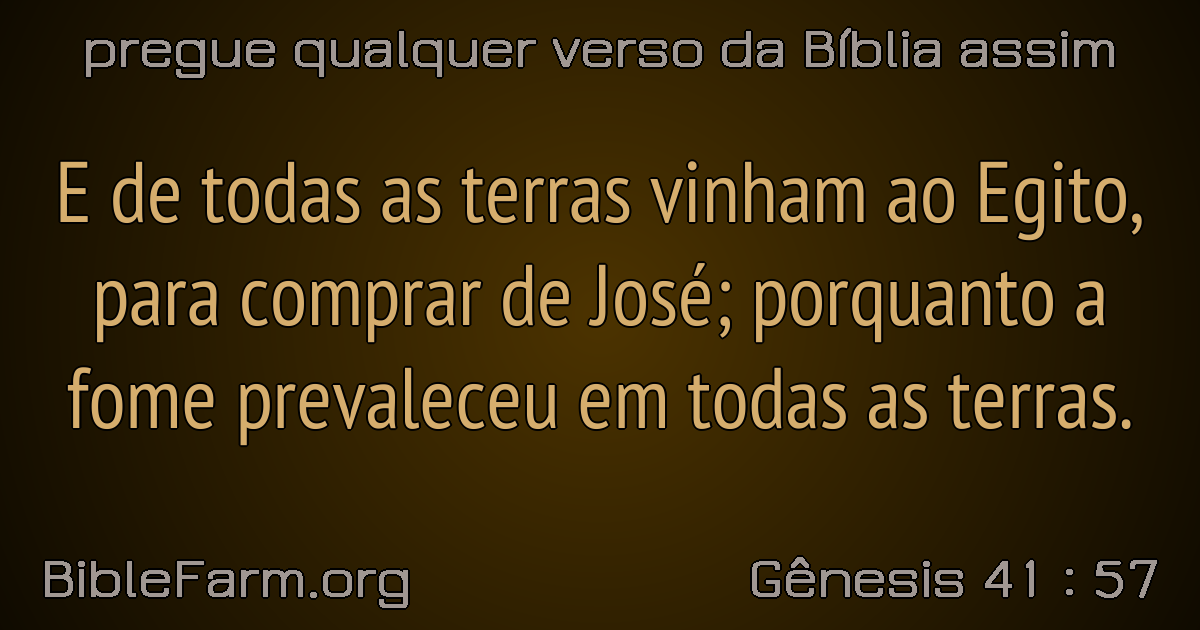 pregue qualquer verso da Bíblia assim
E de todas as terras vinham ao Egito,
para comprar de José; porquanto a
fome prevaleceu em todas as terras.
BibleFarm.org
Gênesis 41 : 57